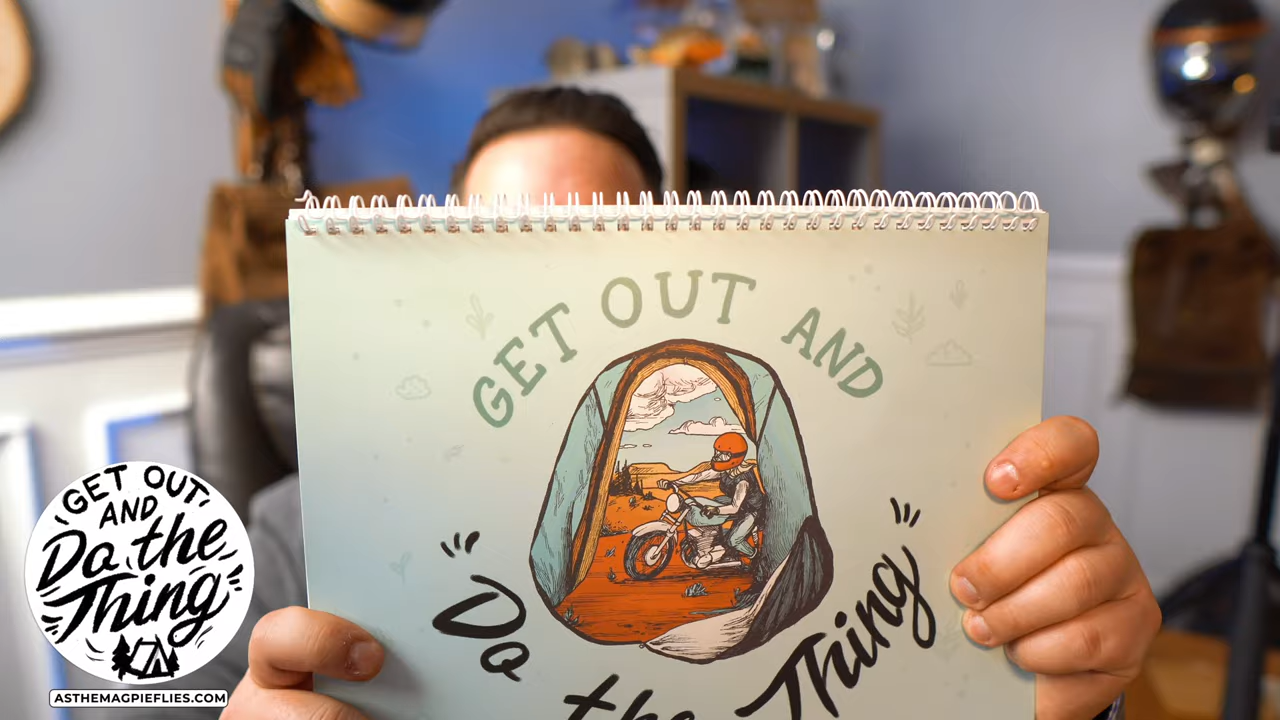 GET OUT AND
Do the Thing
GET OUT
AND
Do the
Thing
ASTHEMAGPIEFLIES.COM